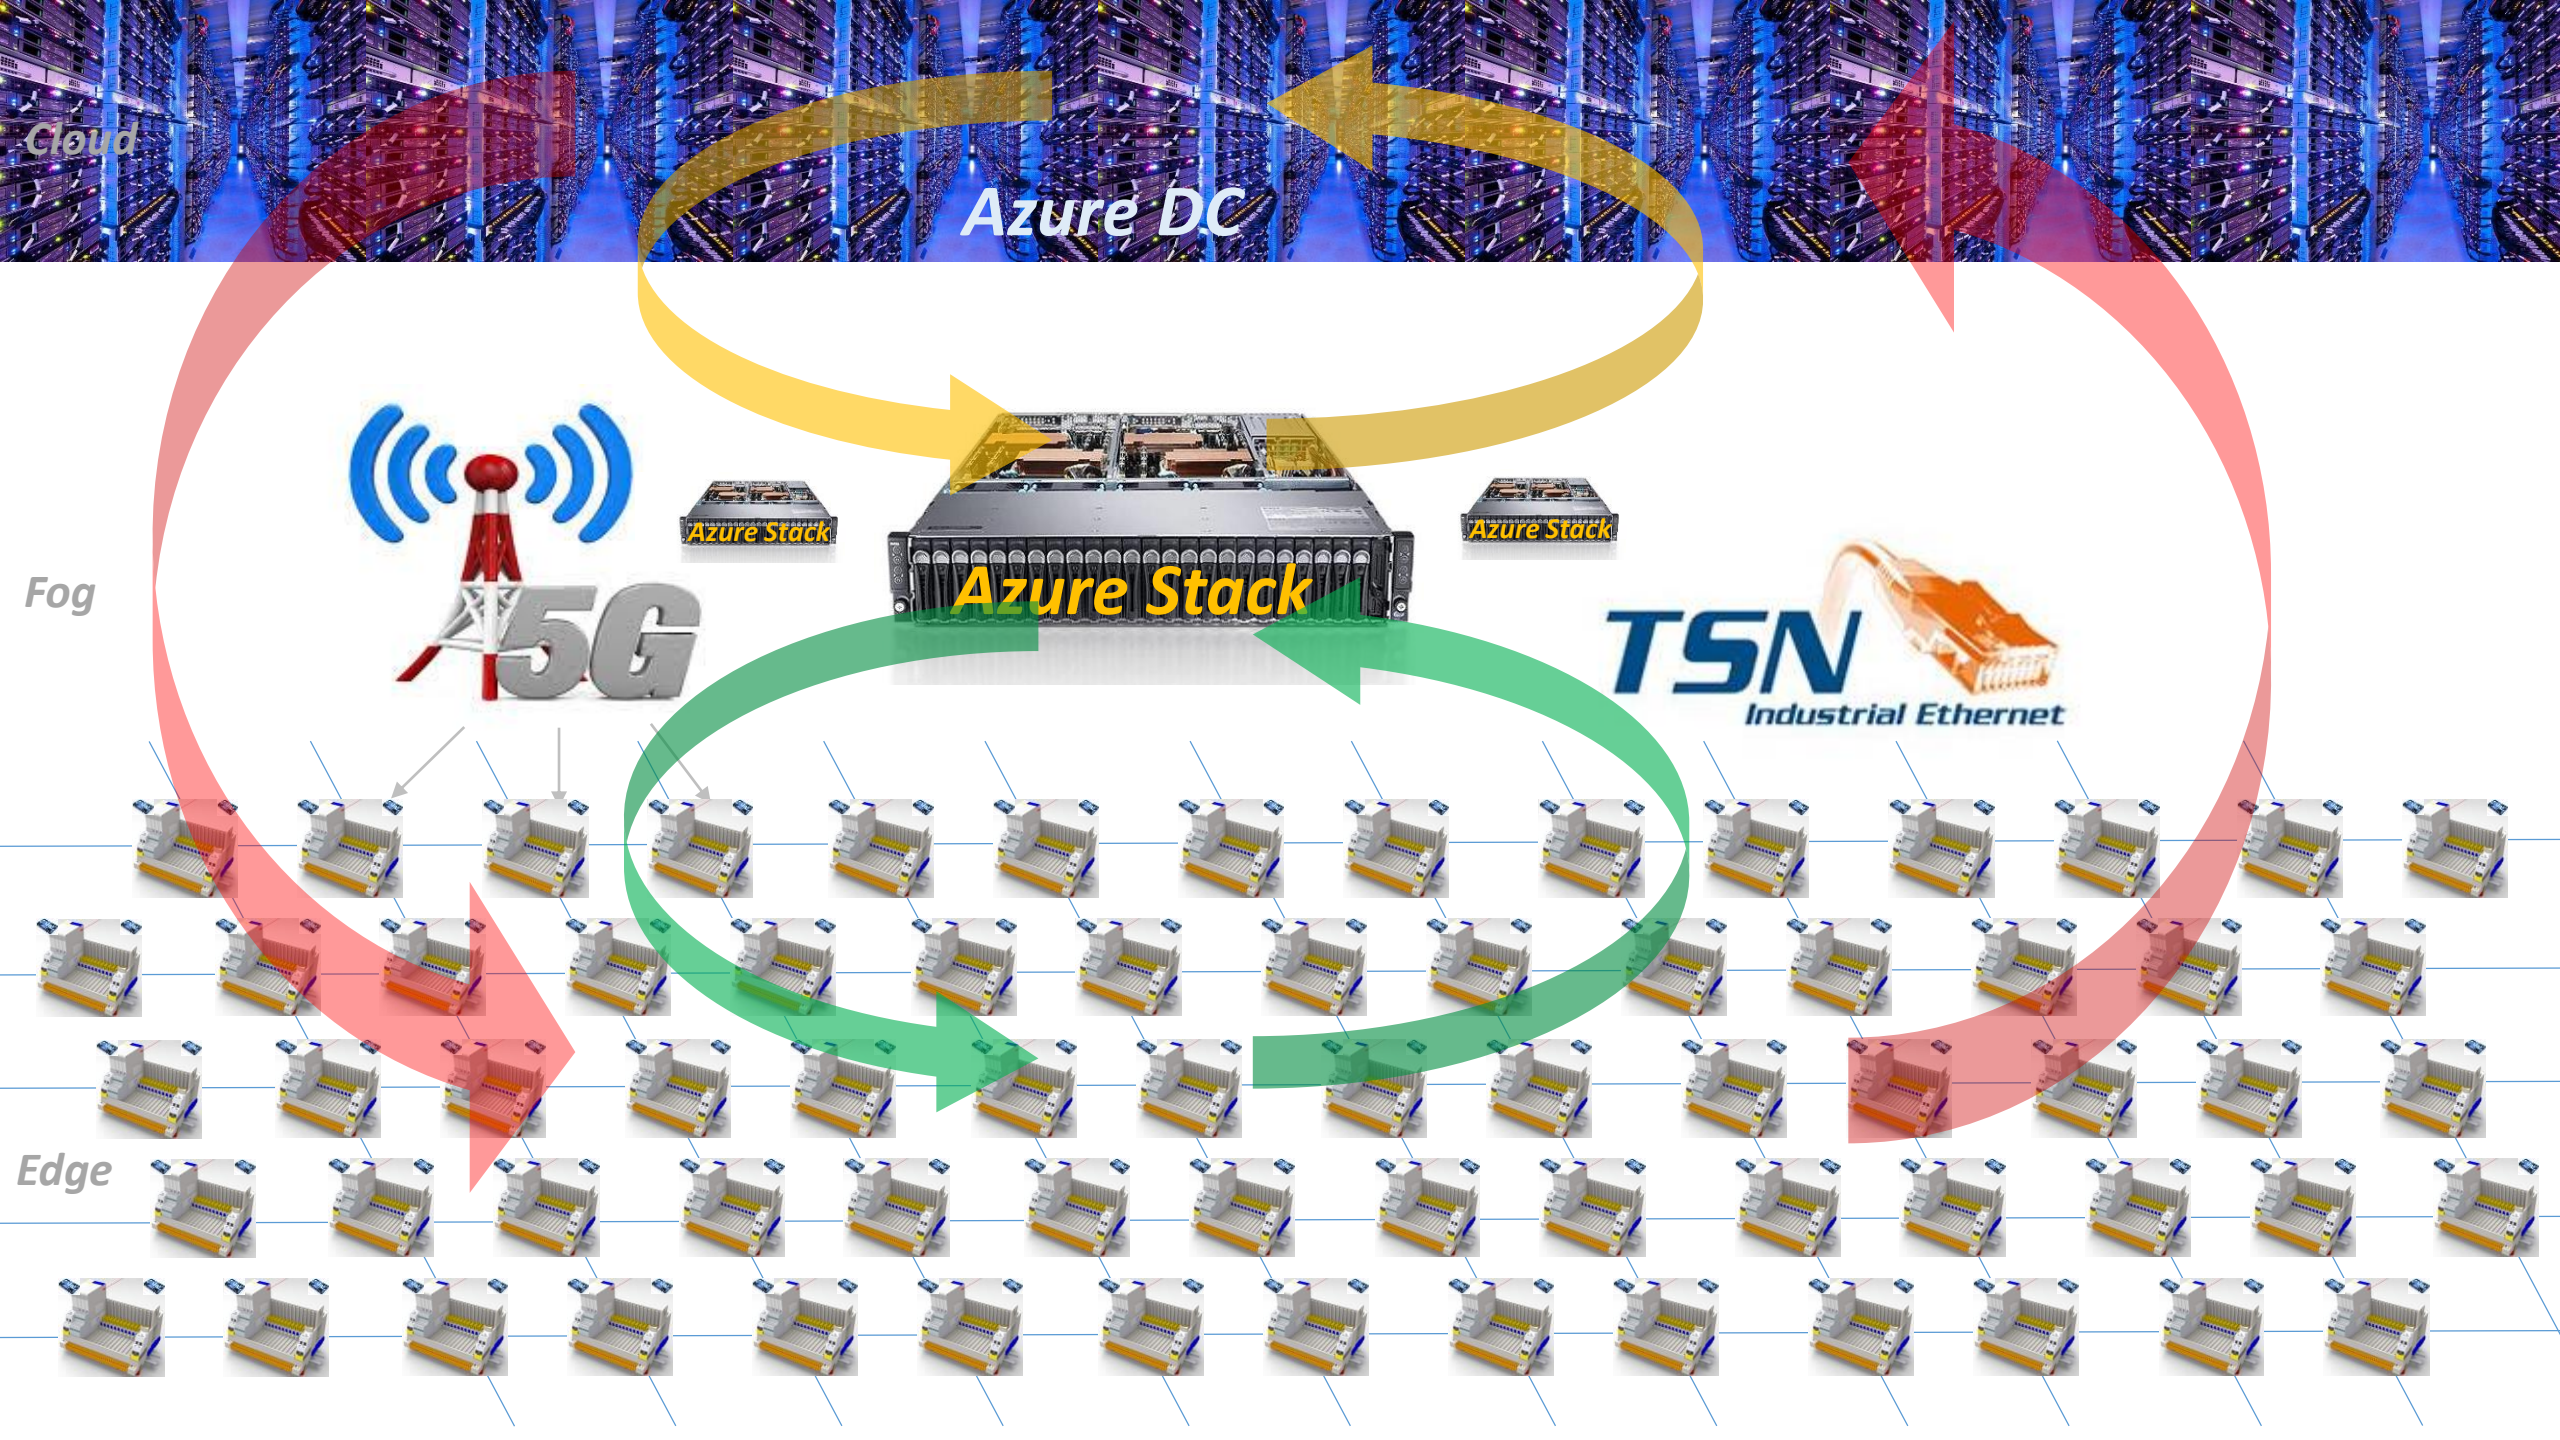 Cloud
Azure DC
Azure Stack
Azure Stack
Azure Stack
Fog
5G
TSN
Industrial Ethernet
Edge